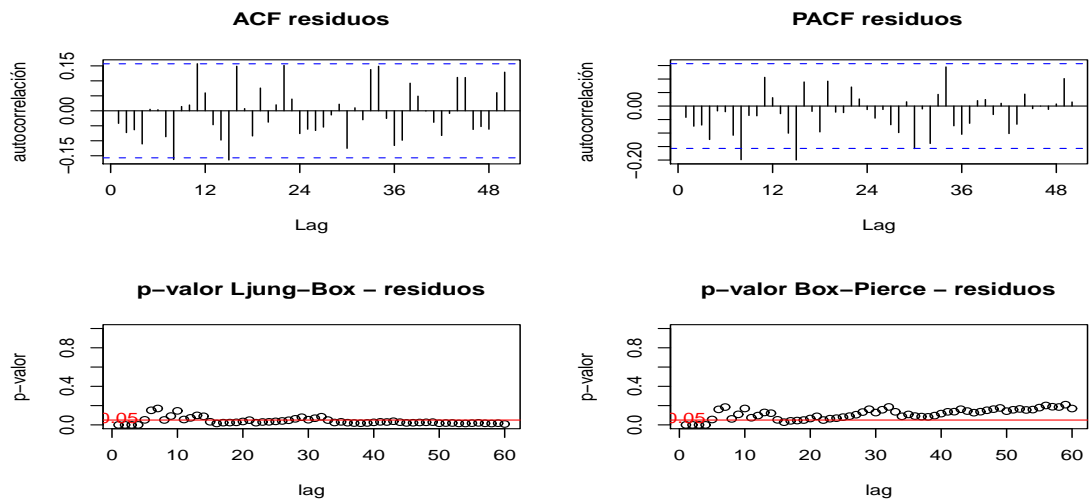 ACF residuos
autocorrelación
−0.15 0.00 0.15
0 12 24 36 48
Lag
PACF residuos
autocorrelación
−0.20 0.00
0 12 24 36 48
Lag
p−valor Ljung−Box − residuos
p−valor
0.0 0.4 0.8
0.05
0 10 20 30 40 50 60
lag
p−valor Box−Pierce − residuos
p−valor
0.0 0.4 0.8
0.05
0 10 20 30 40 50 60
lag